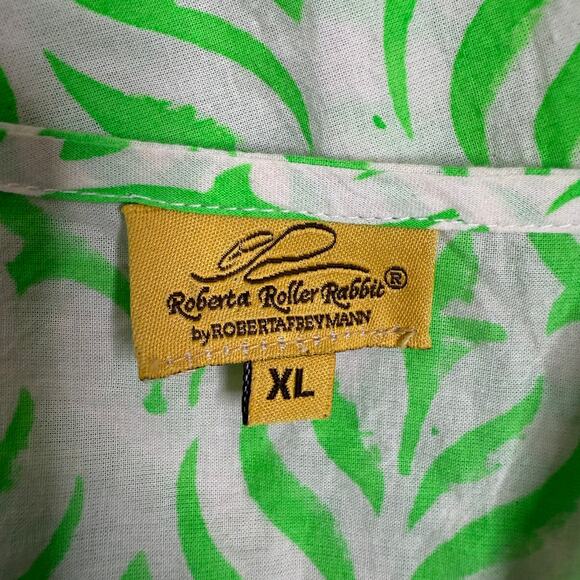 Roberta Roller Rabbit®
by ROBERTAFREYMANN
XL